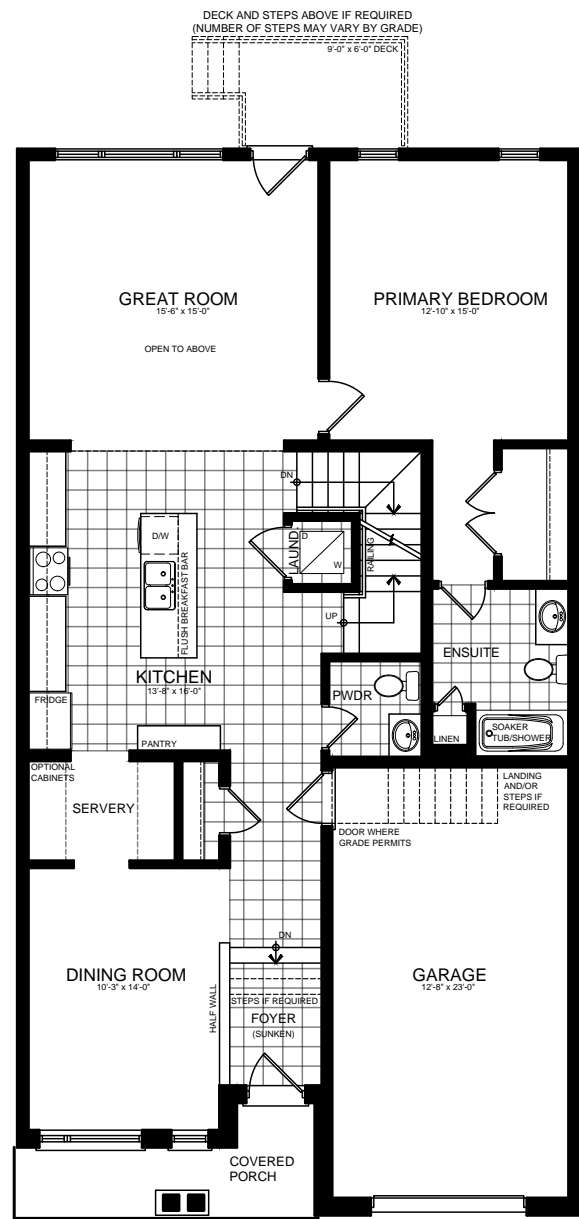 DECK AND STEPS ABOVE IF REQUIRED
(NUMBER OF STEPS MAY VARY BY GRADE)
9'-0" x 6'-0" DECK
GREAT ROOM
15'-6" x 15'-0"
OPEN TO ABOVE
PRIMARY BEDROOM
12'-10" x 15'-0"
DN
D/W
FLUSH BREAKFAST BAR
LAUND.
D
W
RAILING
UP
KITCHEN
13'-8" x 16'-0"
FRIDGE
PANTRY
PWDR
ENSUITE
LINEN
SOAKER
TUB/SHOWER
OPTIONAL
CABINETS
SERVERY
LANDING
AND/OR
STEPS IF
REQUIRED
DOOR WHERE
GRADE PERMITS
DN
DINING ROOM
10'-3" x 14'-0"
HALF WALL
STEPS IF REQUIRED
FOYER
(SUNKEN)
GARAGE
12'-8" x 23'-0"
COVERED
PORCH